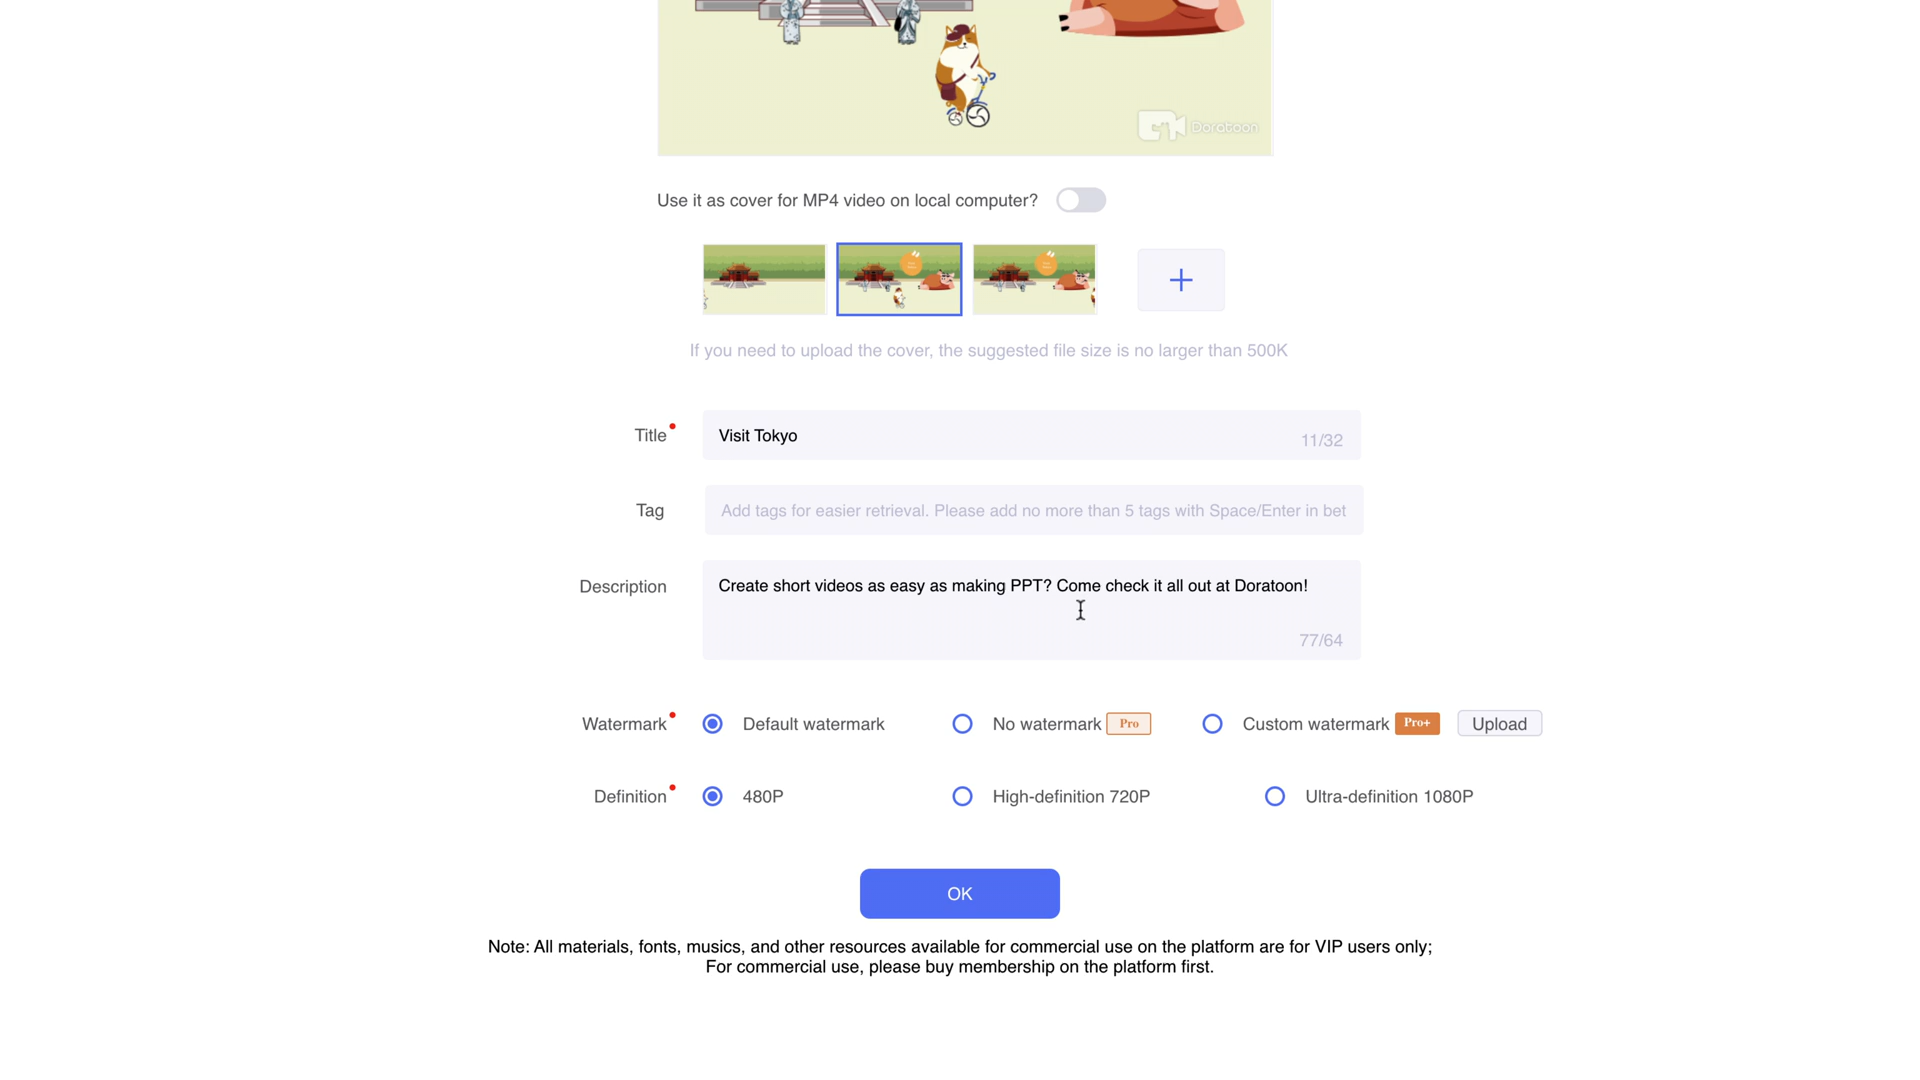 Doratoon
Use it as cover for MP4 video on local computer?
If you need to upload the cover, the suggested file size is no larger than 500K
Title
Visit Tokyo
11/32
Tag
Add tags for easier retrieval. Please add no more than 5 tags with Space/Enter in bet
Description
Create short videos as easy as making PPT? Come check it all out at Doratoon!
77/64
Watermark Default watermark No watermark Pro Custom watermark Pro+ Upload
Definition 480P High-definition 720P Ultra-definition 1080P
OK
Note: All materials, fonts, musics, and other resources available for commercial use on the platform are for VIP users only;
For commercial use, please buy membership on the platform first.